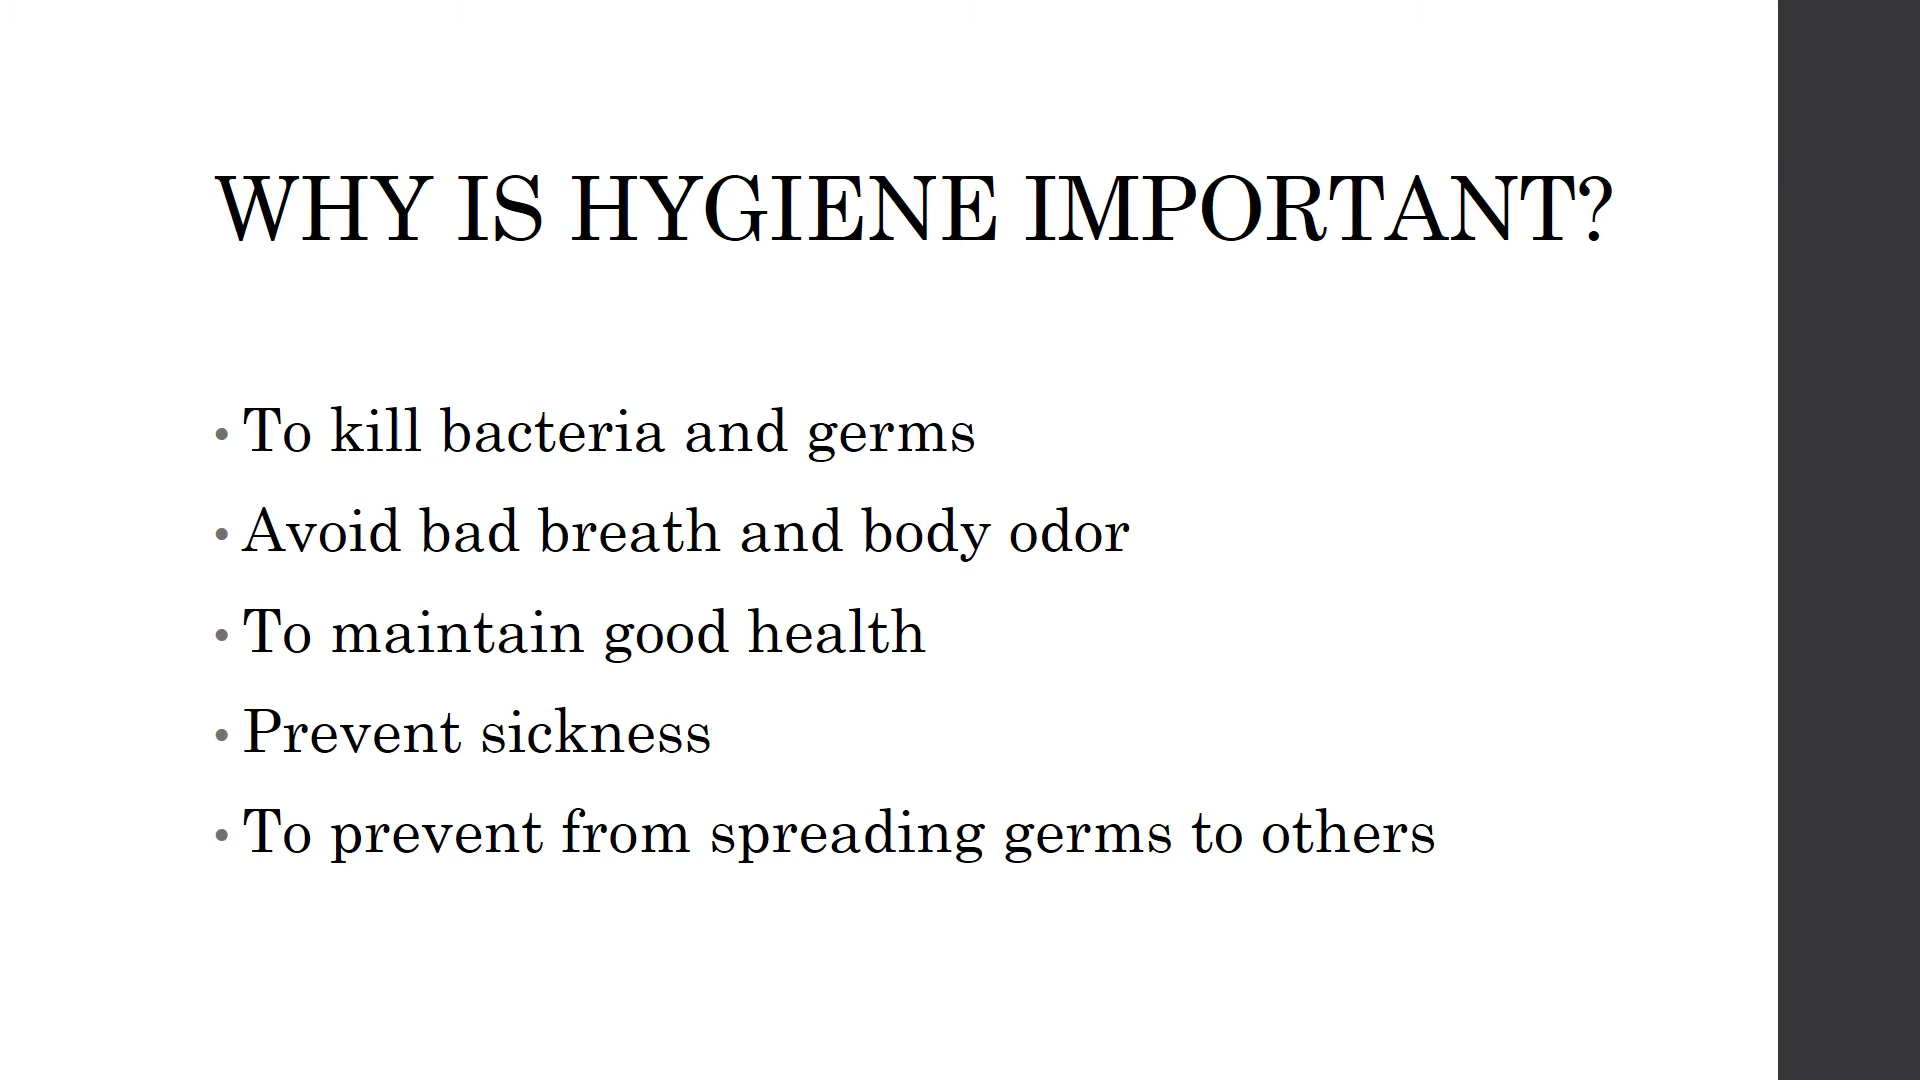 WHY IS HYGIENE IMPORTANT?
• To kill bacteria and germs
• Avoid bad breath and body odor
• To maintain good health
• Prevent sickness
• To prevent from spreading germs to others